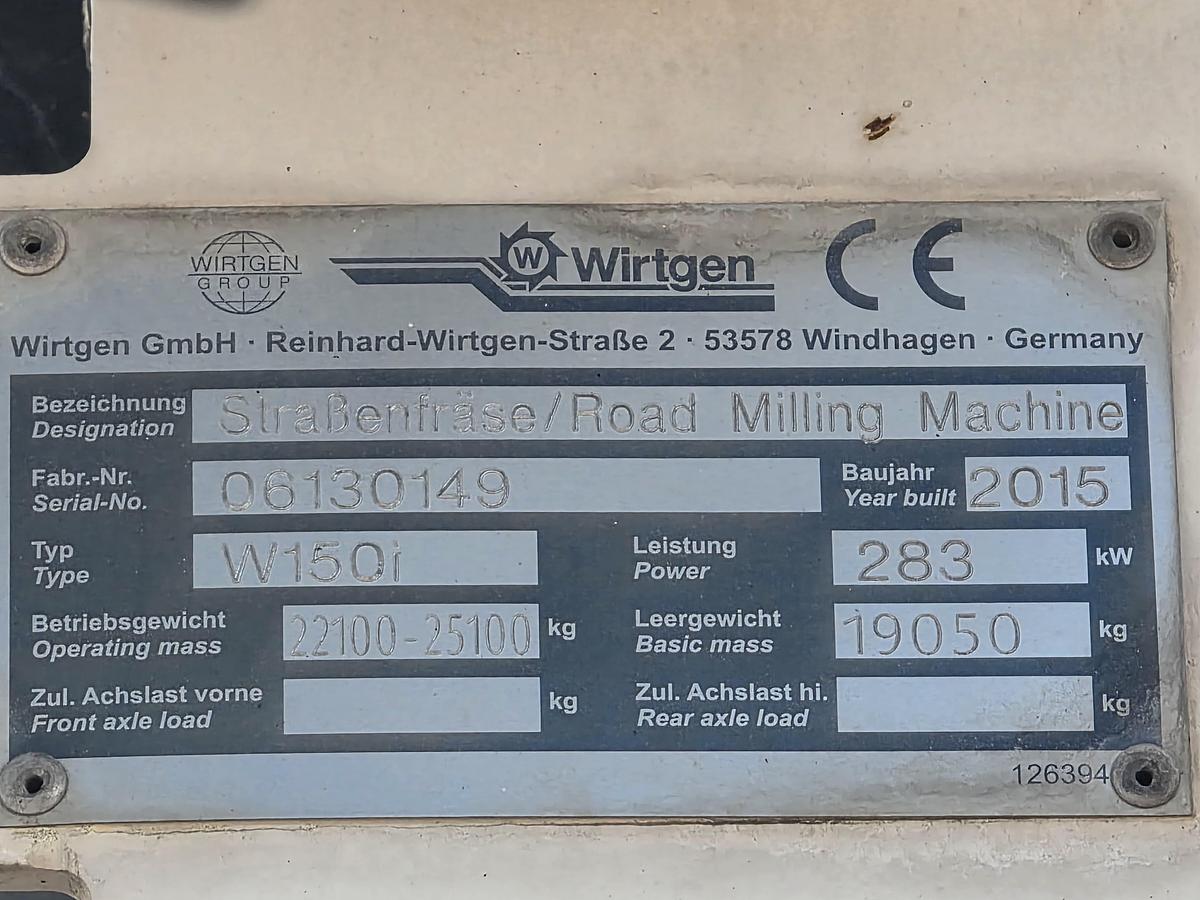 WIRTGEN
GROUP
W Wirtgen CE
Wirtgen GmbH · Reinhard-Wirtgen-Straße 2 · 53578 Windhagen · Germany
Bezeichnung Straßenfräse/Road Milling Machine
Designation
Fabr.-Nr. 06130149 Baujahr 2015
Serial-No. Year built
Typ W150i Leistung 283 kW
Type Power
Betriebsgewicht 22100-25100 kg Leergewicht 19050 kg
Operating mass Basic mass
Zul. Achslast vorne kg Zul. Achslast hi. kg
Front axle load Rear axle load
126394